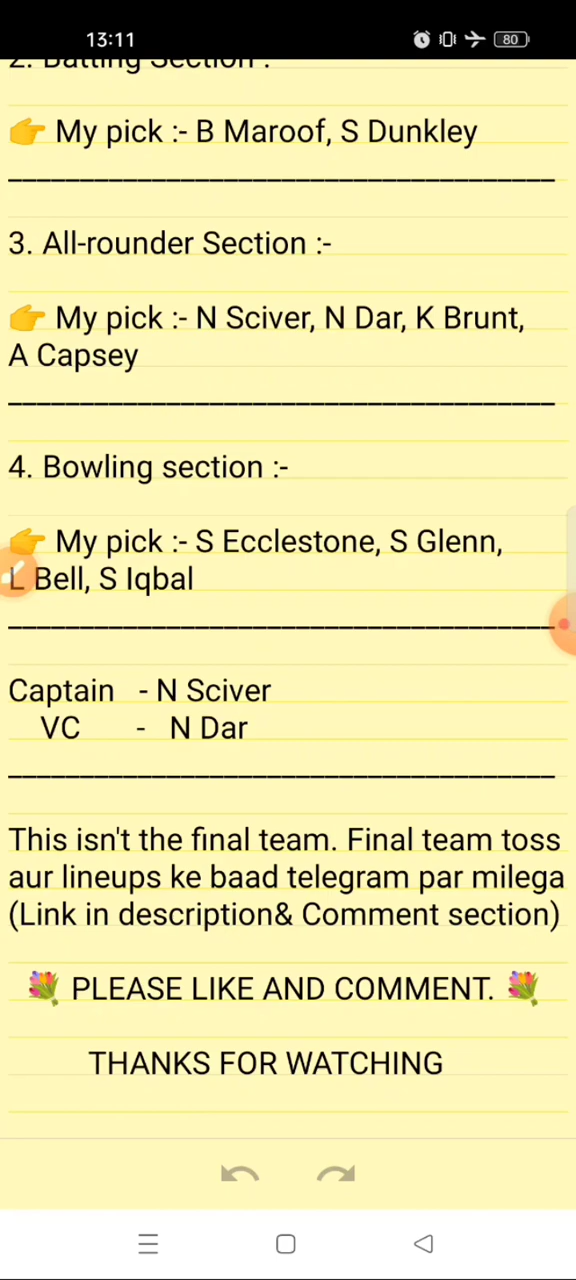 13:11
80
2. Batting Section :
👉 My pick :- B Maroof, S Dunkley
3. All-rounder Section :-
👉 My pick :- N Sciver, N Dar, K Brunt,
A Capsey
4. Bowling section :-
👉 My pick :- S Ecclestone, S Glenn,
L Bell, S Iqbal
Captain - N Sciver
VC - N Dar
This isn't the final team. Final team toss
aur lineups ke baad telegram par milega
(Link in description& Comment section)
💐 PLEASE LIKE AND COMMENT. 💐
THANKS FOR WATCHING